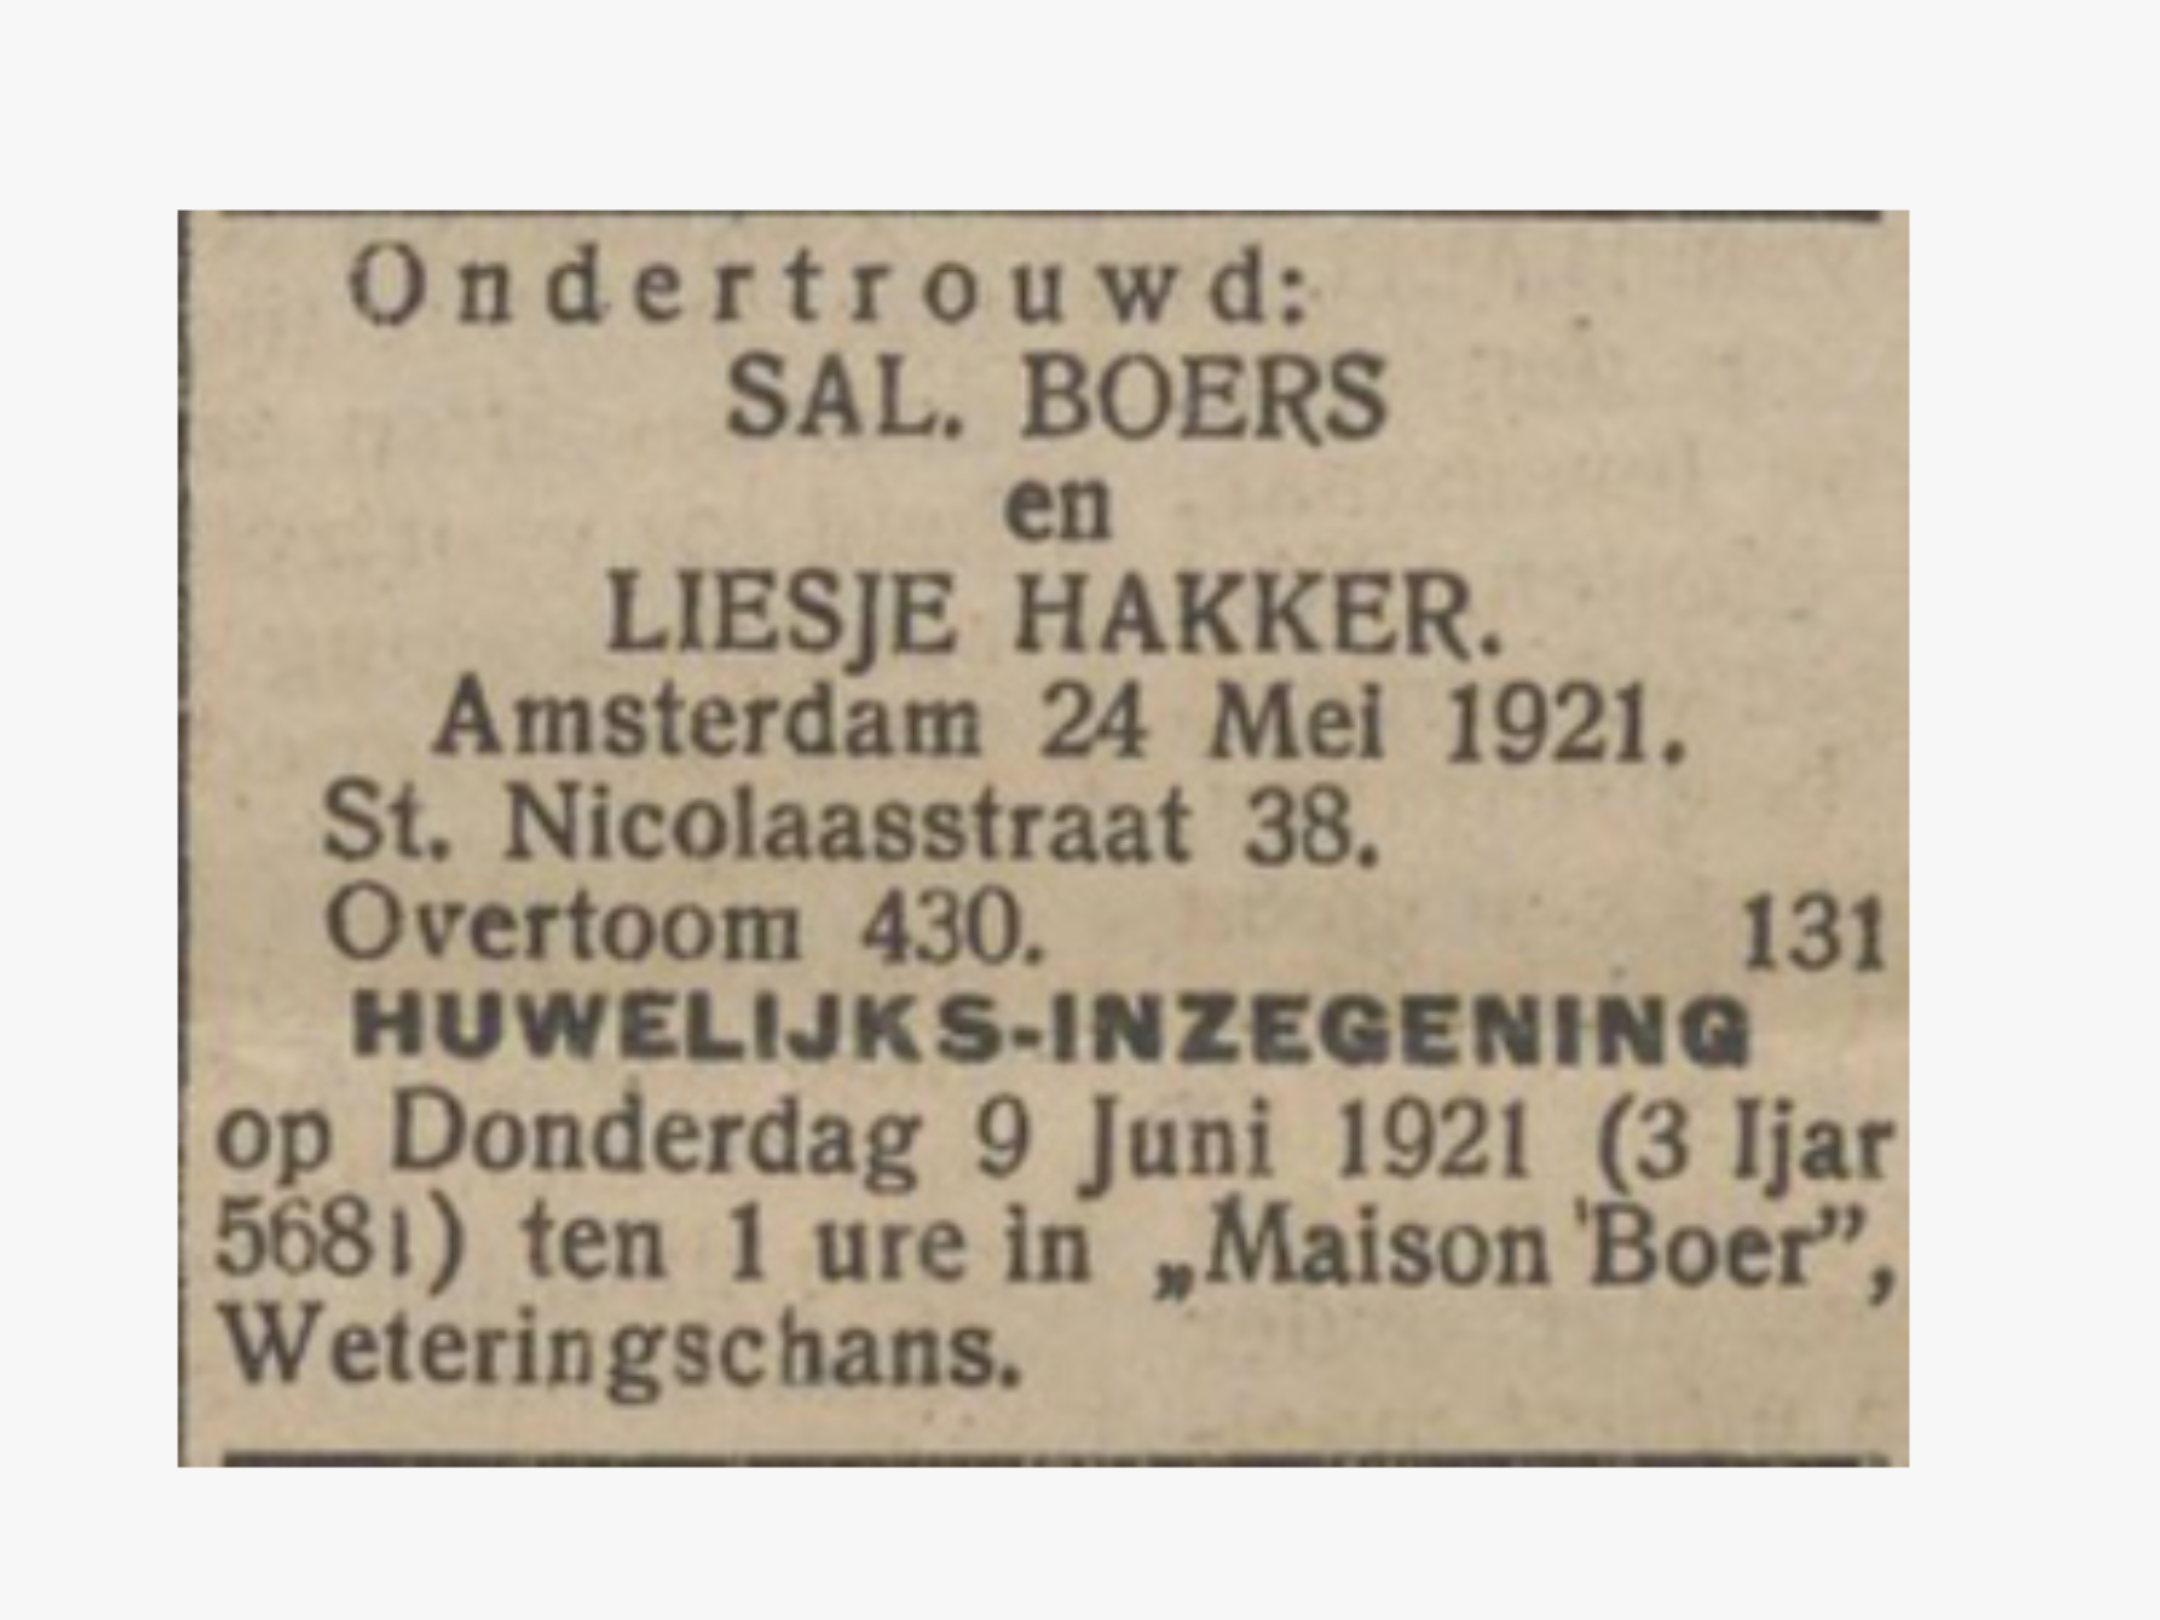 Ondertrouwd:
SAL. BOERS
en
LIESJE HAKKER.
Amsterdam 24 Mei 1921.
St. Nicolaasstraat 38.
Overtoom 430. 131
HUWELIJKS-INZEGENING
op Donderdag 9 Juni 1921 (3 Ijar
5681) ten 1 ure in „Maison Boer”,
Weteringschans.